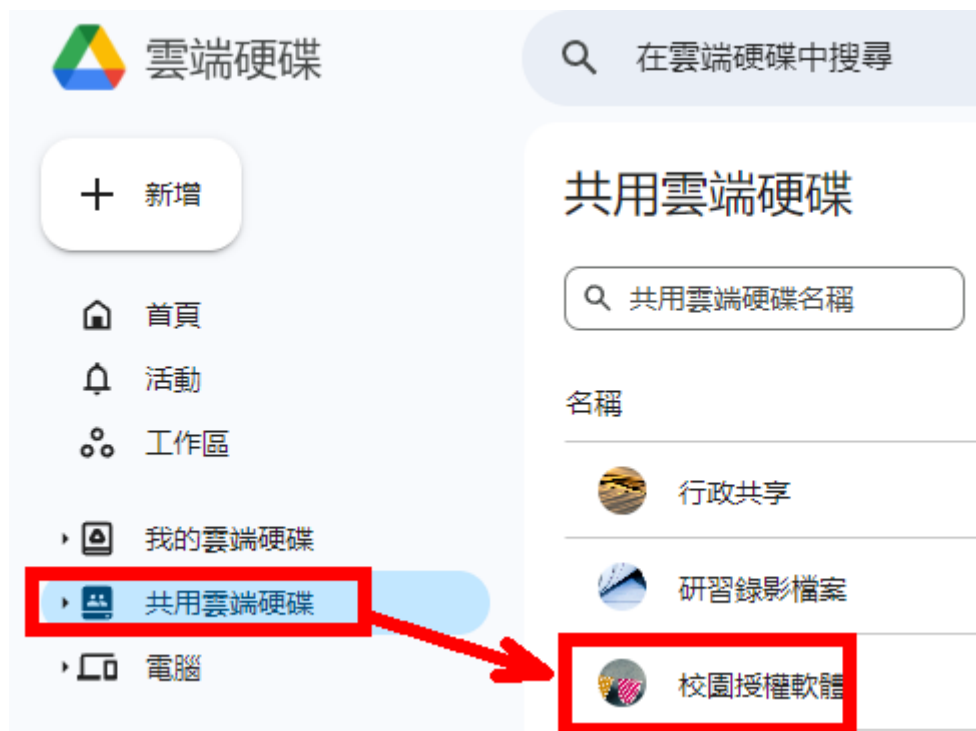 雲端硬碟
在雲端硬碟中搜尋
新增
首頁
活動
工作區
我的雲端硬碟
共用雲端硬碟
電腦
共用雲端硬碟
共用雲端硬碟名稱
名稱
行政共享
研習錄影檔案
校園授權軟體